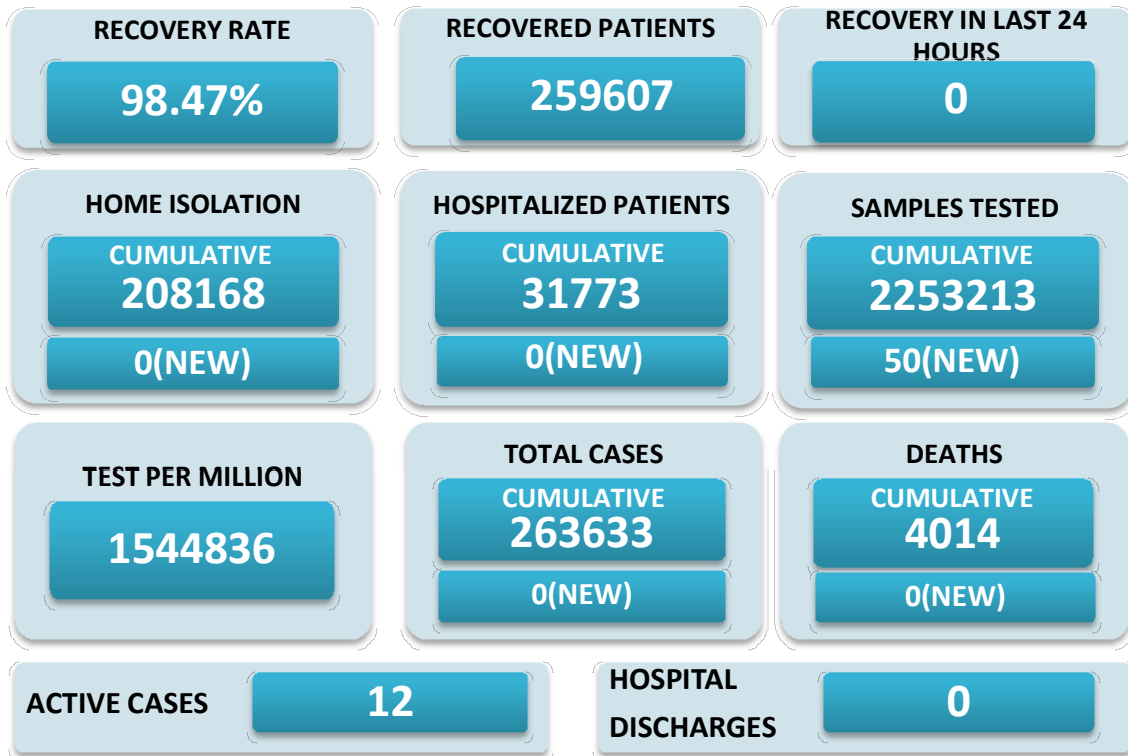 RECOVERY RATE
98.47%
RECOVERED PATIENTS
259607
RECOVERY IN LAST 24
HOURS
0
HOME ISOLATION
CUMULATIVE
208168
0(NEW)
HOSPITALIZED PATIENTS
CUMULATIVE
31773
0(NEW)
SAMPLES TESTED
CUMULATIVE
2253213
50(NEW)
TEST PER MILLION
1544836
TOTAL CASES
CUMULATIVE
263633
0(NEW)
DEATHS
CUMULATIVE
4014
0(NEW)
ACTIVE CASES
12
HOSPITAL
DISCHARGES
0